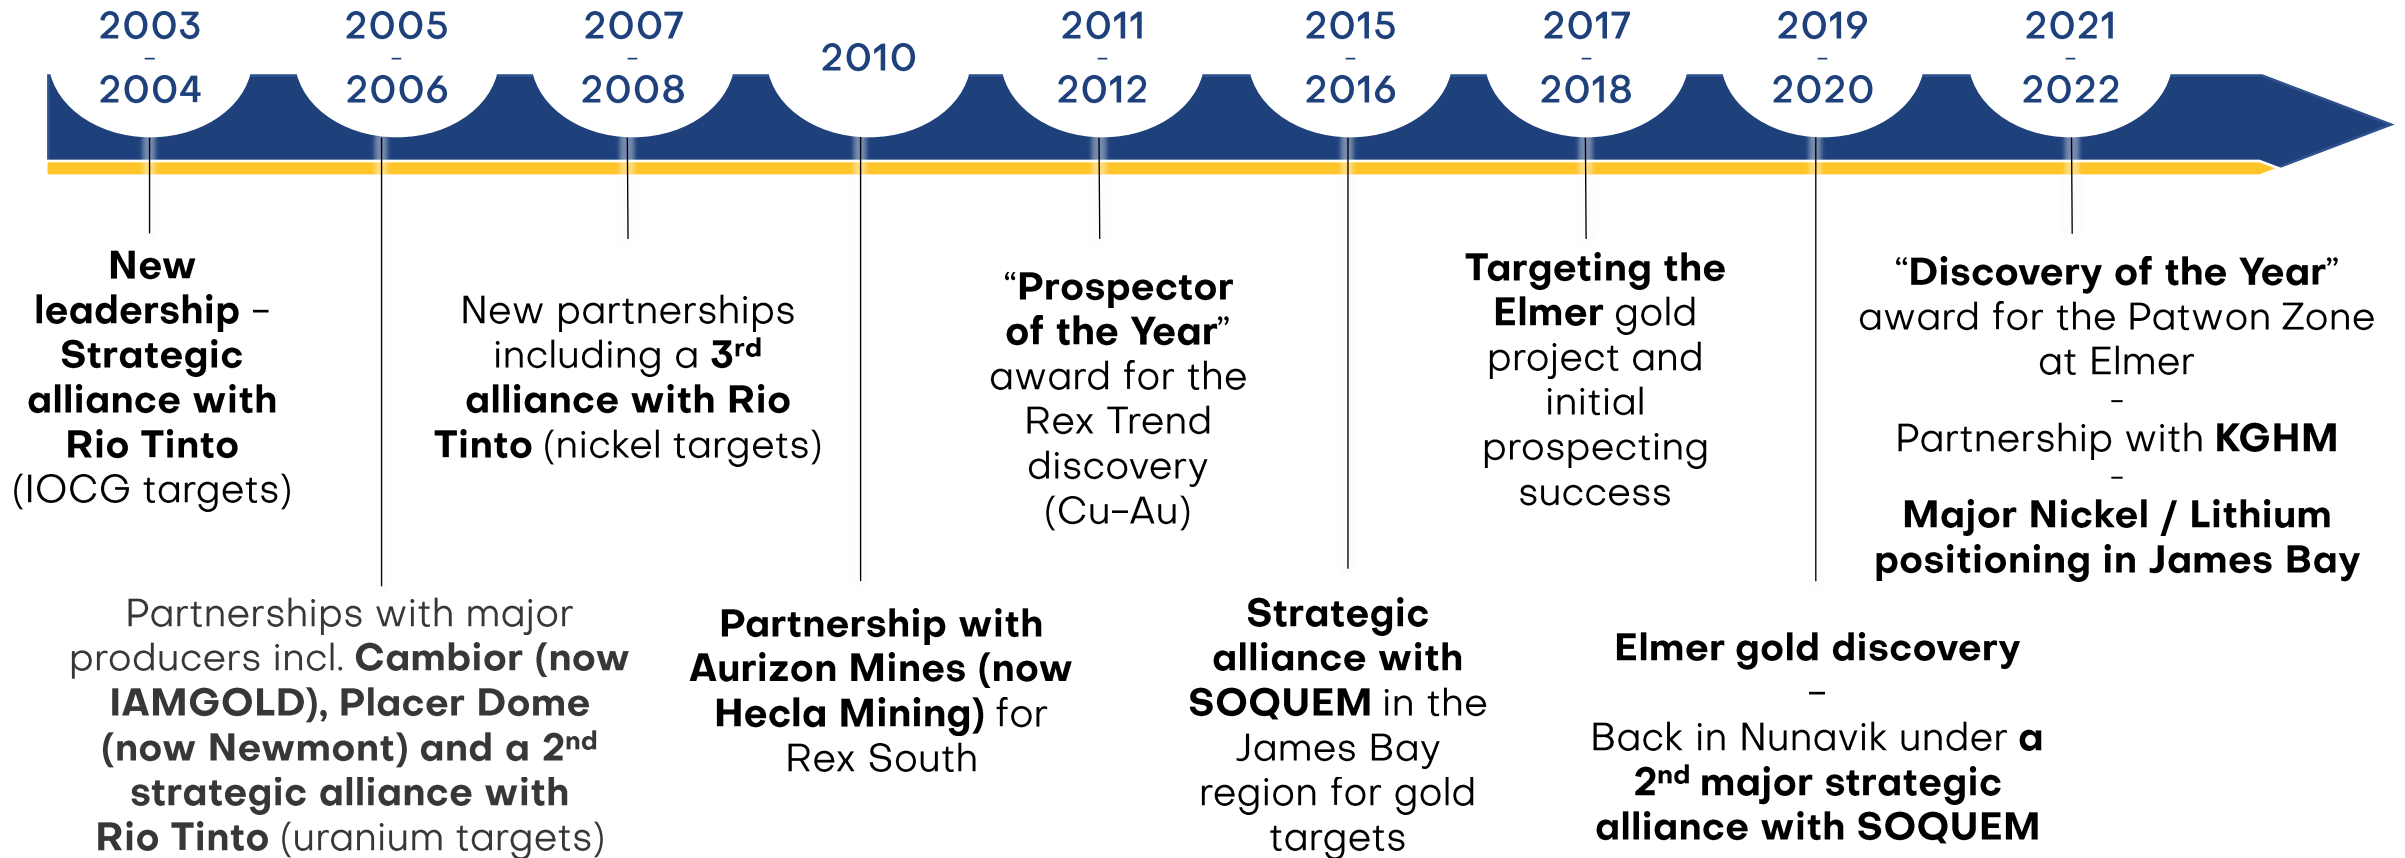 2003
–
2004
2005
–
2006
2007
–
2008
2010
2011
–
2012
2015
–
2016
2017
–
2018
2019
–
2020
2021
–
2022
New
leadership –
Strategic
alliance with
Rio Tinto
(IOCG targets)
Partnerships with major
producers incl. Cambior (now
IAMGOLD), Placer Dome
(now Newmont) and a 2nd
strategic alliance with
Rio Tinto (uranium targets)
New partnerships
including a 3rd
alliance with Rio
Tinto (nickel targets)
Partnership with
Aurizon Mines (now
Hecla Mining) for
Rex South
“Prospector
of the Year”
award for the
Rex Trend
discovery
(Cu–Au)
Strategic
alliance with
SOQUEM in the
James Bay
region for gold
targets
Targeting the
Elmer gold
project and
initial
prospecting
success
Elmer gold discovery
–
Back in Nunavik under a
2nd major strategic
alliance with SOQUEM
“Discovery of the Year”
award for the Patwon Zone
at Elmer
–
Partnership with KGHM
–
Major Nickel / Lithium
positioning in James Bay